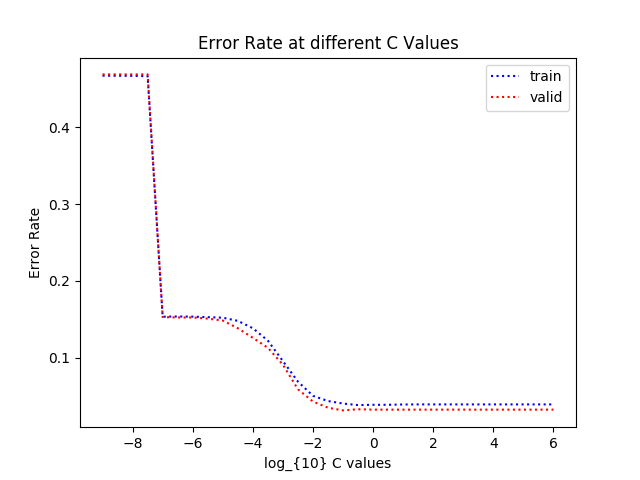 Error Rate at different C Values
train
valid
0.4
0.3
0.2
0.1
Error Rate
−8
−6
−4
−2
0
2
4
6
log_{10} C values